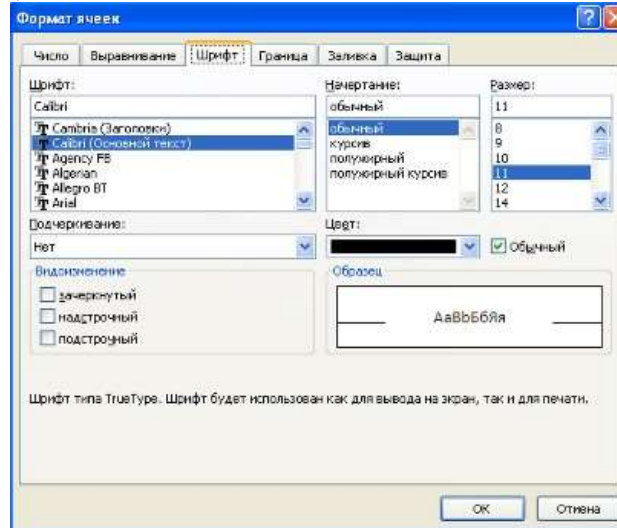 Формат ячеек
Число Выравнивание Шрифт Граница Заливка Защита
Шрифт: Начертание: Размер:
Calibri обычный 11
Cambria (Заголовки) обычный 8
Calibri (Основной текст) курсив 9
Agency FB полужирный 10
Algerian полужирный курсив 11
Allegro BT 12
Arial 14
Подчеркивание: Цвет:
Нет Обычный
Видоизменение Образец
зачеркнутый
надстрочный АаВbБбЯя
подстрочный
Шрифт типа TrueType. Шрифт будет использован как для вывода на экран, так и для печати.
ОК Отмена